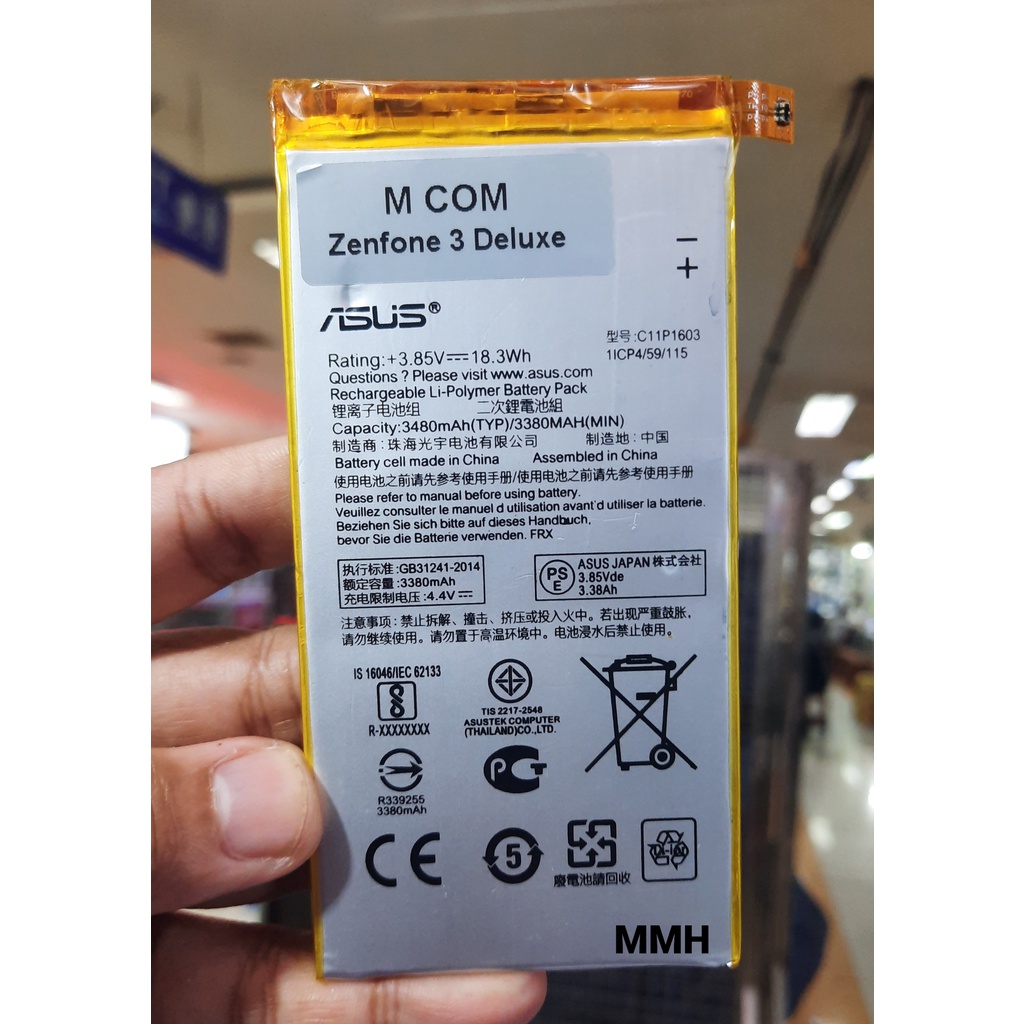 M COM
Zenfone 3 Deluxe
−
+
ASUS®
型号:C11P1603
1ICP4/59/115
Rating:+3.85V⎓18.3Wh
Questions ? Please visit www.asus.com
Rechargeable Li-Polymer Battery Pack
锂离子电池组 二次鋰電池組
Capacity:3480mAh(TYP)/3380MAH(MIN)
制造商:珠海光宇电池有限公司 制造地:中国
Battery cell made in China Assembled in China
使用电池之前请先参考使用手册/使用电池之前请先参考使用手册
Please refer to manual before using battery.
Veuillez consulter le manuel d utilisation avant'd utiliser la batterie.
Beziehen Sie sich bitte auf dieses Handbuch,
bevor Sie die Batterie verwenden. FRX
执行标准:GB31241-2014
额定容量:3380mAh
充电限制电压:4.4V⎓
PSE
ASUS JAPAN 株式会社
3.85Vde
3.38Ah
注意事项:禁止拆解、撞击、挤压或投入火中。若出现严重鼓胀,
请勿继续使用。请勿置于高温环境中。电池浸水后禁止使用。
IS 16046/IEC 62133
R-XXXXXXXX
TIS 2217-2548
ASUSTEK COMPUTER
(THAILAND)CO.,LTD.
R339255
3380mAh
PCT
CE
5
廢電池請回收
MMH